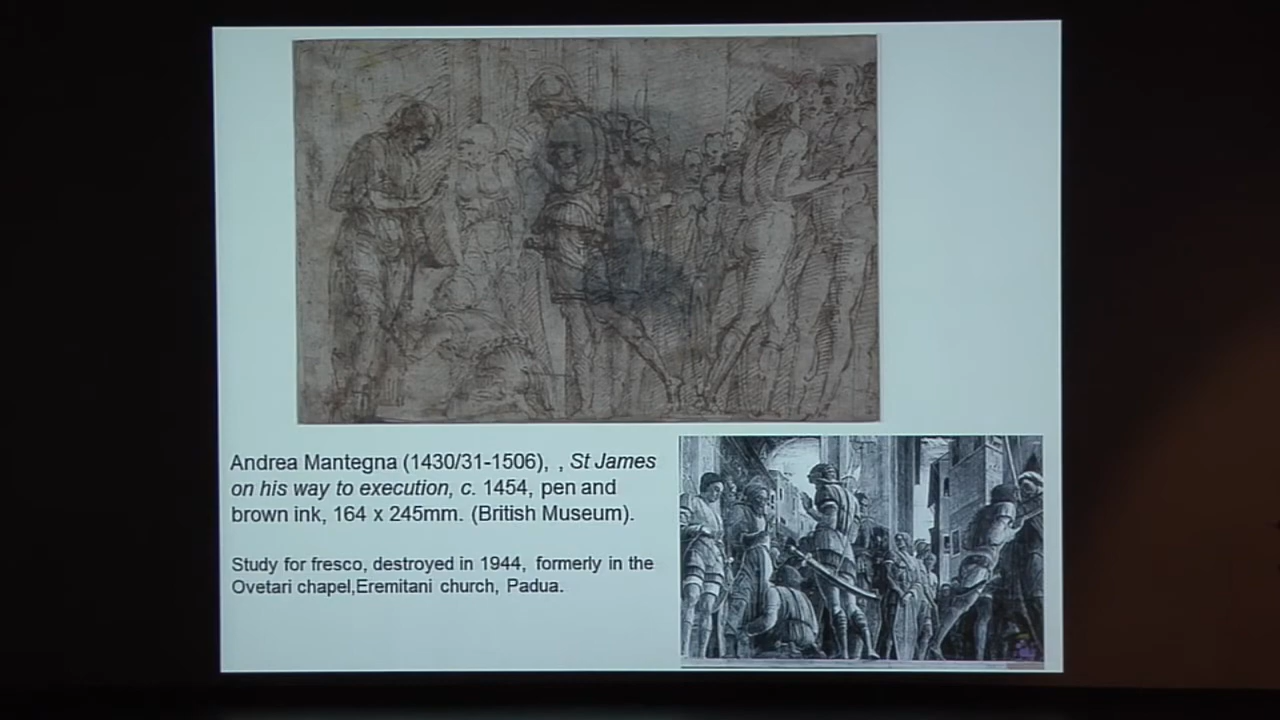 Andrea Mantegna (1430/31-1506), , St James
on his way to execution, c. 1454, pen and
brown ink, 164 x 245mm. (British Museum).
Study for fresco, destroyed in 1944, formerly in the
Ovetari chapel,Eremitani church, Padua.